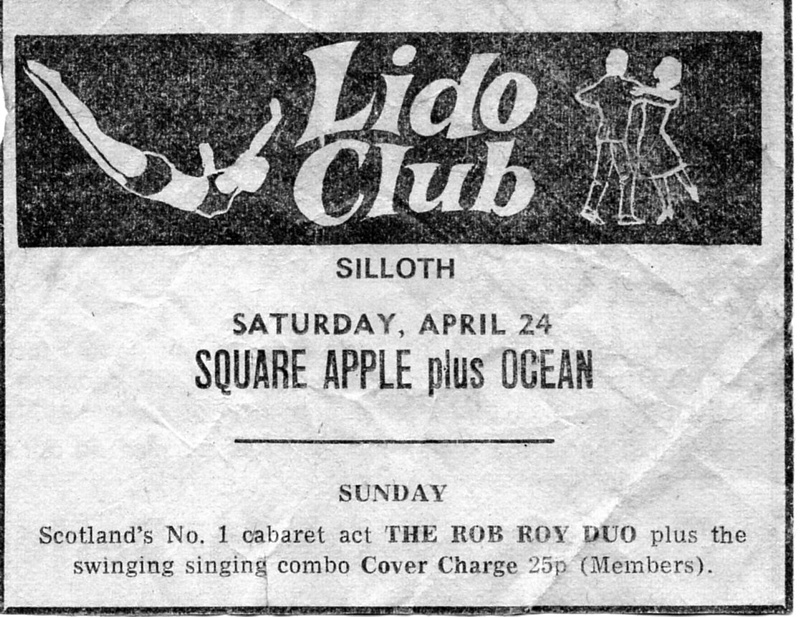 Lido
Club
SILLOTH
SATURDAY, APRIL 24
SQUARE APPLE plus OCEAN
SUNDAY
Scotland's No. 1 cabaret act THE ROB ROY DUO plus the
swinging singing combo Cover Charge 25p (Members).